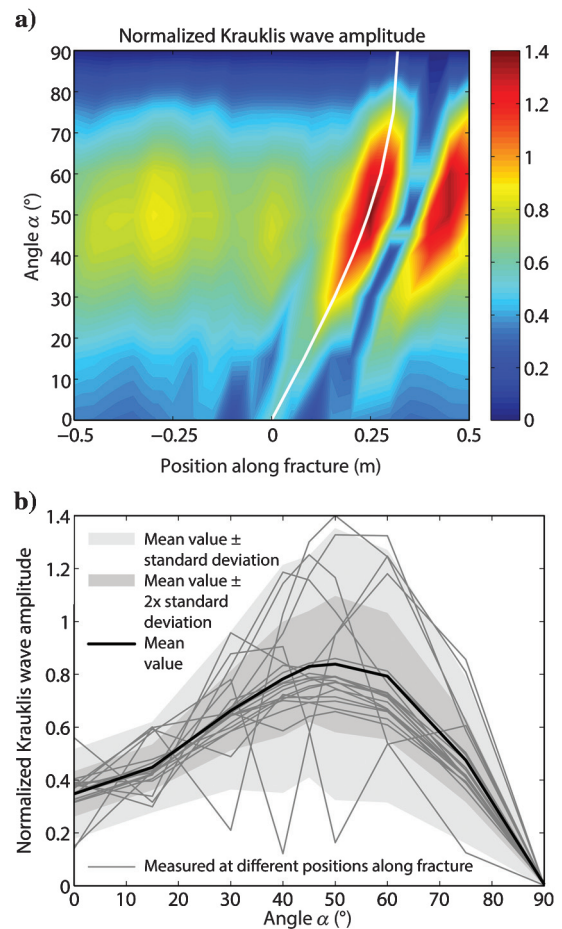 a)
Normalized Krauklis wave amplitude
90
80
70
60
50
40
30
20
10
0
Angle α (°)
−0.5
−0.25
0
0.25
0.5
Position along fracture (m)
1.4
1.2
1
0.8
0.6
0.4
0.2
0
b)
1.4
1.2
1
0.8
0.6
0.4
0.2
0
Normalized Krauklis wave amplitude
Mean value ±
standard deviation
Mean value ±
2x standard
deviation
Mean
value
Measured at different positions along fracture
0
10
20
30
40
50
60
70
80
90
Angle α (°)